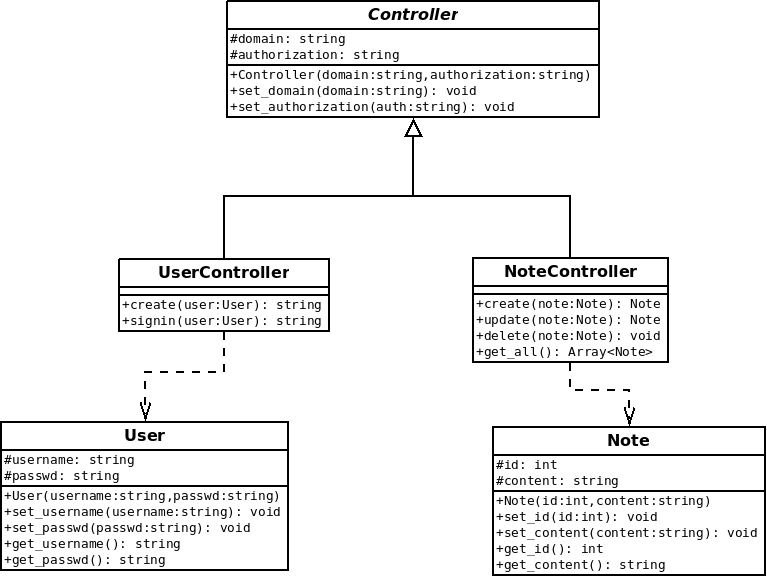 Controller
#domain: string
#authorization: string
+Controller(domain:string,authorization:string)
+set_domain(domain:string): void
+set_authorization(auth:string): void
UserController
+create(user:User): string
+signin(user:User): string
NoteController
+create(note:Note): Note
+update(note:Note): Note
+delete(note:Note): void
+get_all(): Array<Note>
User
#username: string
#passwd: string
+User(username:string,passwd:string)
+set_username(username:string): void
+set_passwd(passwd:string): void
+get_username(): string
+get_passwd(): string
Note
#id: int
#content: string
+Note(id:int,content:string)
+set_id(id:int): void
+set_content(content:string): void
+get_id(): int
+get_content(): string